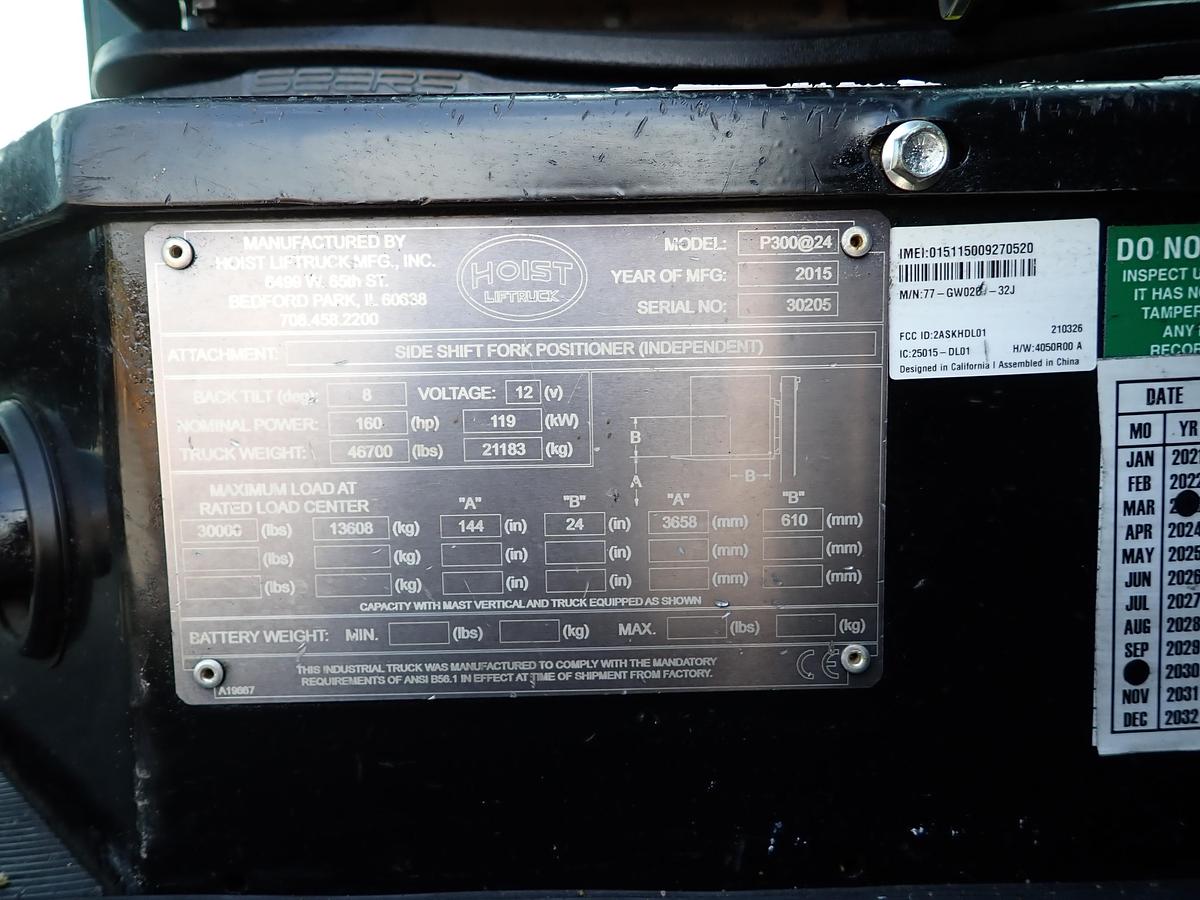 SEARS
MANUFACTURED BY
HOIST LIFTRUCK MFG., INC.
6499 W. 65th ST.
BEDFORD PARK, IL 60638
708.458.2200
HOIST
LIFTRUCK
MODEL: P300@24
YEAR OF MFG: 2015
SERIAL NO: 30205
ATTACHMENT: SIDE SHIFT FORK POSITIONER (INDEPENDENT)
BACK TILT (deg): 8 VOLTAGE: 12 (v)
NOMINAL POWER: 160 (hp) 119 (kW)
TRUCK WEIGHT: 46700 (lbs) 21183 (kg)
B
A
B
MAXIMUM LOAD AT
RATED LOAD CENTER "A" "B" "A" "B"
30000 (lbs) 13608 (kg) 144 (in) 24 (in) 3658 (mm) 610 (mm)
(lbs) (kg) (in) (in) (mm) (mm)
(lbs) (kg) (in) (in) (mm) (mm)
CAPACITY WITH MAST VERTICAL AND TRUCK EQUIPPED AS SHOWN
BATTERY WEIGHT: MIN. (lbs) (kg) MAX. (lbs) (kg)
THIS INDUSTRIAL TRUCK WAS MANUFACTURED TO COMPLY WITH THE MANDATORY
REQUIREMENTS OF ANSI B56.1 IN EFFECT AT TIME OF SHIPMENT FROM FACTORY.
A19667
CE
IMEI:015115009270520
FCC ID:2ASKHDL01 210326
IC:25015-DL01 H/W:4050R00 A
Designed in California | Assembled in China
DO NO
INSPECT
IT HAS NO
TAMPER
ANY
RECOR
DATE
MO YR
JAN 2021
FEB 2022
MAR
APR 2024
MAY 2025
JUN 2026
JUL 2027
AUG 2028
SEP 2029
2030
NOV 2031
DEC 2032